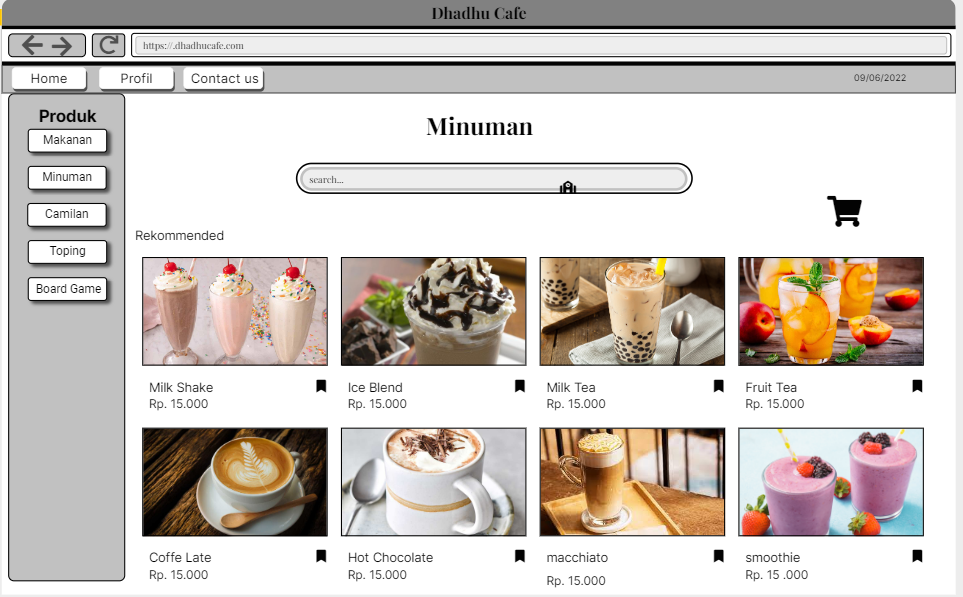 Dhadhu Cafe
https://.dhadhucafe.com
Home Profil Contact us 09/06/2022
Produk
Makanan
Minuman
Camilan
Toping
Board Game
Minuman
search...
Rekommended
Milk Shake
Rp. 15.000
Ice Blend
Rp. 15.000
Milk Tea
Rp. 15.000
Fruit Tea
Rp. 15.000
Coffe Late
Rp. 15.000
Hot Chocolate
Rp. 15.000
macchiato
Rp. 15.000
smoothie
Rp. 15 .000